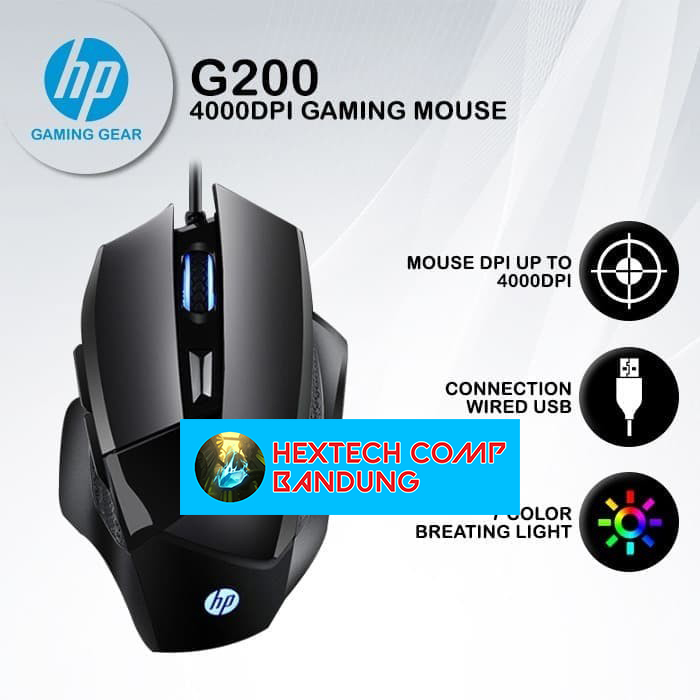 hp
GAMING GEAR
G200
4000DPI GAMING MOUSE
MOUSE DPI UP TO
4000DPI
CONNECTION
WIRED USB
HEXTECH COMP
BANDUNG
COLOR
BREATING LIGHT
hp